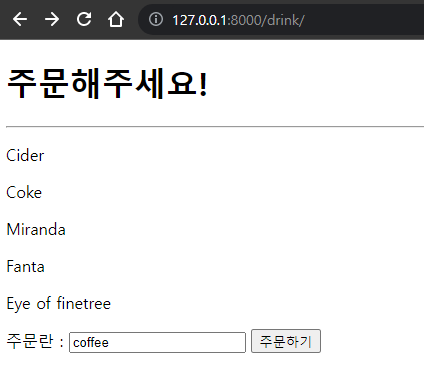 127.0.0.1:8000/drink/
주문해주세요!
Cider
Coke
Miranda
Fanta
Eye of finetree
주문란 : coffee 주문하기